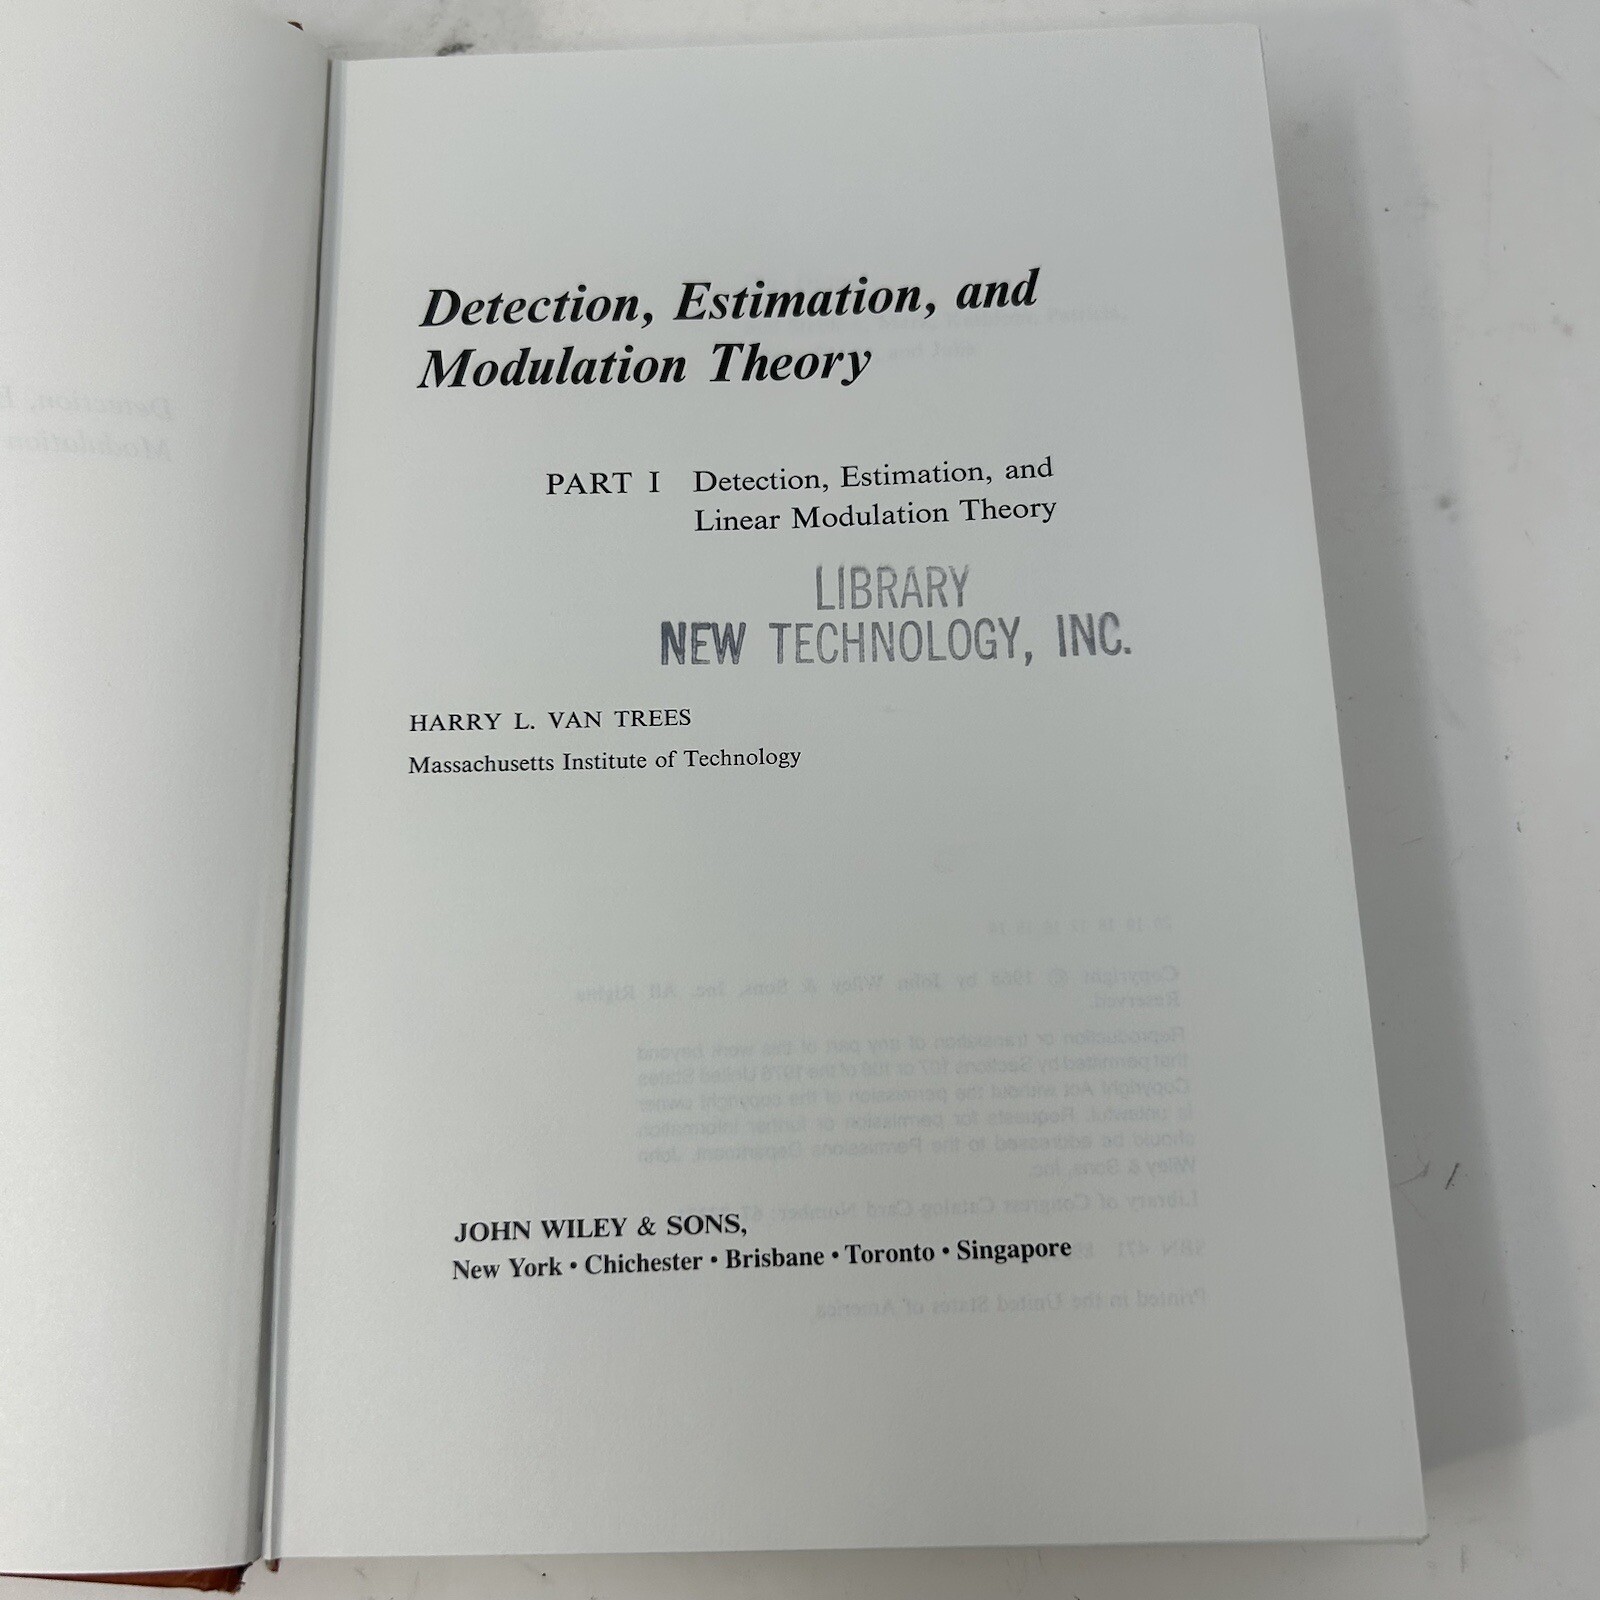 Detection, Estimation, and
Modulation Theory
PART I Detection, Estimation, and
Linear Modulation Theory
LIBRARY
NEW TECHNOLOGY, INC.
HARRY L. VAN TREES
Massachusetts Institute of Technology
JOHN WILEY & SONS,
New York • Chichester • Brisbane • Toronto • Singapore